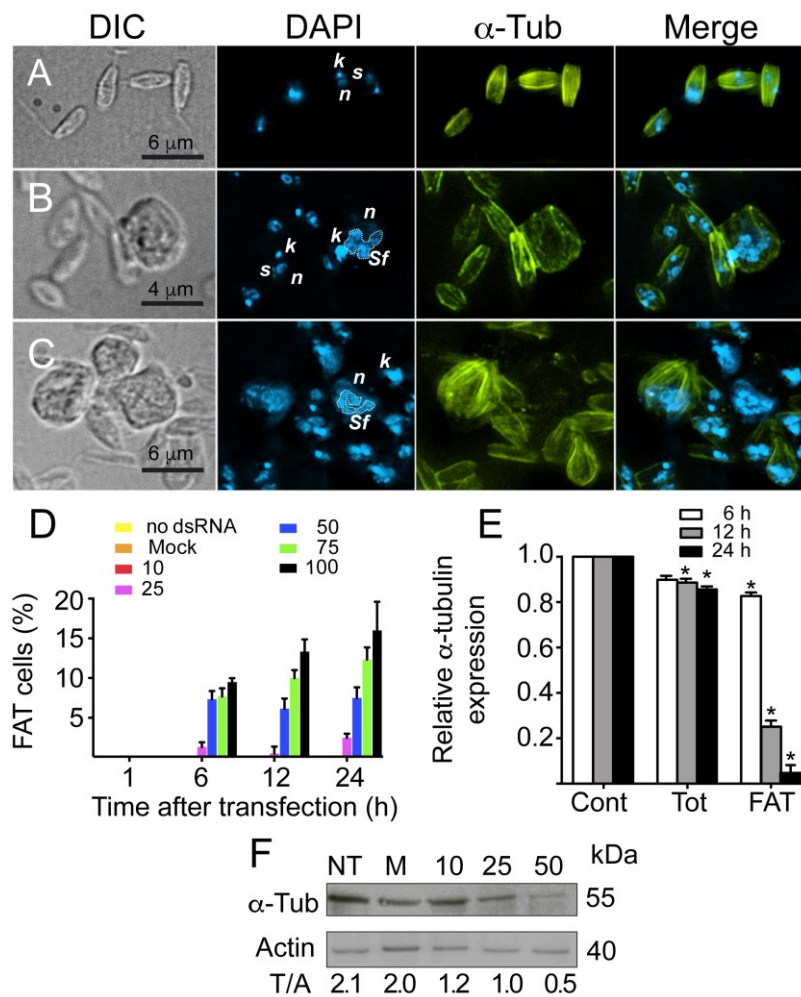 DIC DAPI α-Tub Merge
A k s n
6 μm
B n k k s n Sf
4 μm
C k n Sf
6 μm
D
no dsRNA 50
Mock 75
10 100
25
FAT cells (%)
20
15
10
5
1 6 12 24
Time after transfection (h)
E
6 h
12 h
24 h
Relative α-tubulin expression
1.0
0.8
0.6
0.4
0.2
* * * * *
Cont Tot FAT
F
NT M 10 25 50 kDa
α-Tub 55
Actin 40
T/A 2.1 2.0 1.2 1.0 0.5